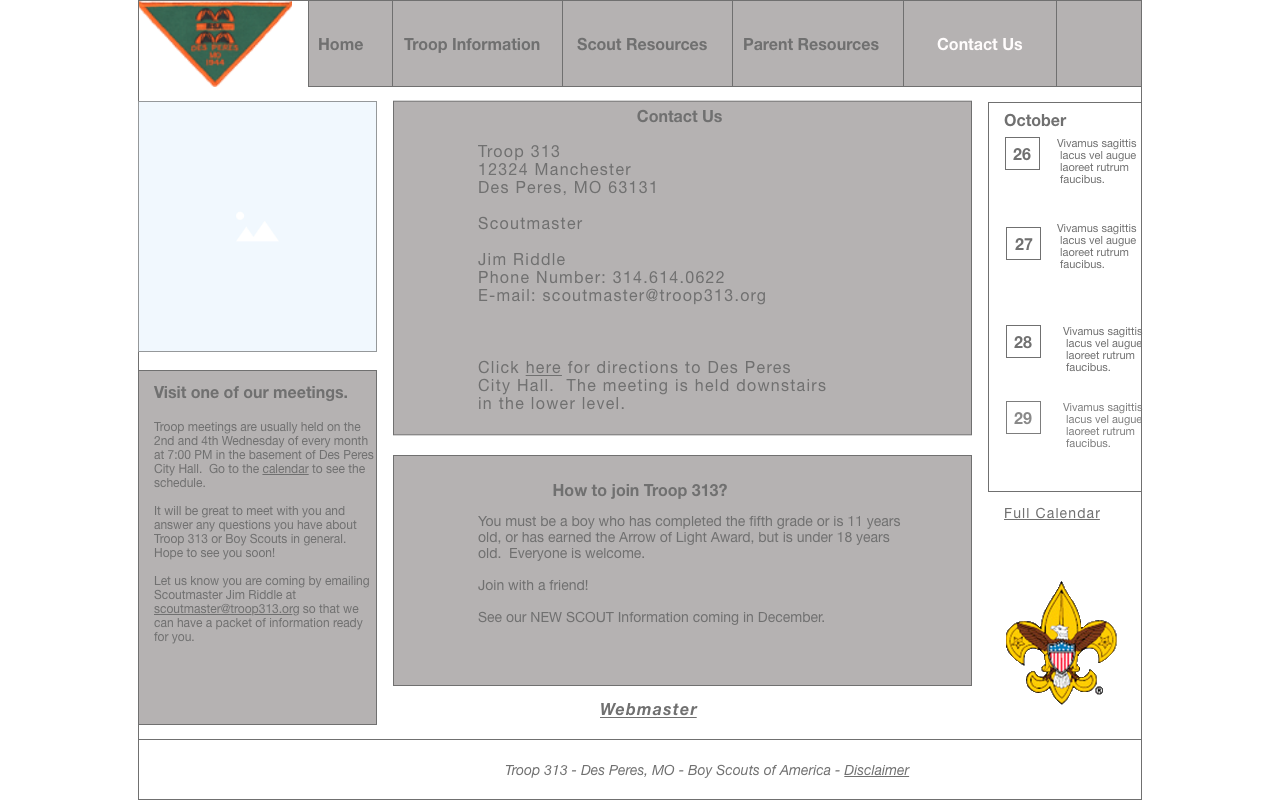 BSA
DES PERES
MO
1944
Home
Troop Information
Scout Resources
Parent Resources
Contact Us
Contact Us
Troop 313
12324 Manchester
Des Peres, MO 63131
Scoutmaster
Jim Riddle
Phone Number: 314.614.0622
E-mail: scoutmaster@troop313.org
Click here for directions to Des Peres
City Hall.  The meeting is held downstairs
in the lower level.
Visit one of our meetings.
Troop meetings are usually held on the
2nd and 4th Wednesday of every month
at 7:00 PM in the basement of Des Peres
City Hall.  Go to the calendar to see the
schedule.
It will be great to meet with you and
answer any questions you have about
Troop 313 or Boy Scouts in general.
Hope to see you soon!
Let us know you are coming by emailing
Scoutmaster Jim Riddle at
scoutmaster@troop313.org so that we
can have a packet of information ready
for you.
How to join Troop 313?
You must be a boy who has completed the fifth grade or is 11 years
old, or has earned the Arrow of Light Award, but is under 18 years
old.  Everyone is welcome.
Join with a friend!
See our NEW SCOUT Information coming in December.
Webmaster
October
26
Vivamus sagittis
lacus vel augue
laoreet rutrum
faucibus.
27
Vivamus sagittis
lacus vel augue
laoreet rutrum
faucibus.
28
Vivamus sagittis
lacus vel augue
laoreet rutrum
faucibus.
29
Vivamus sagittis
lacus vel augue
laoreet rutrum
faucibus.
Full Calendar
®
Troop 313 - Des Peres, MO - Boy Scouts of America - Disclaimer